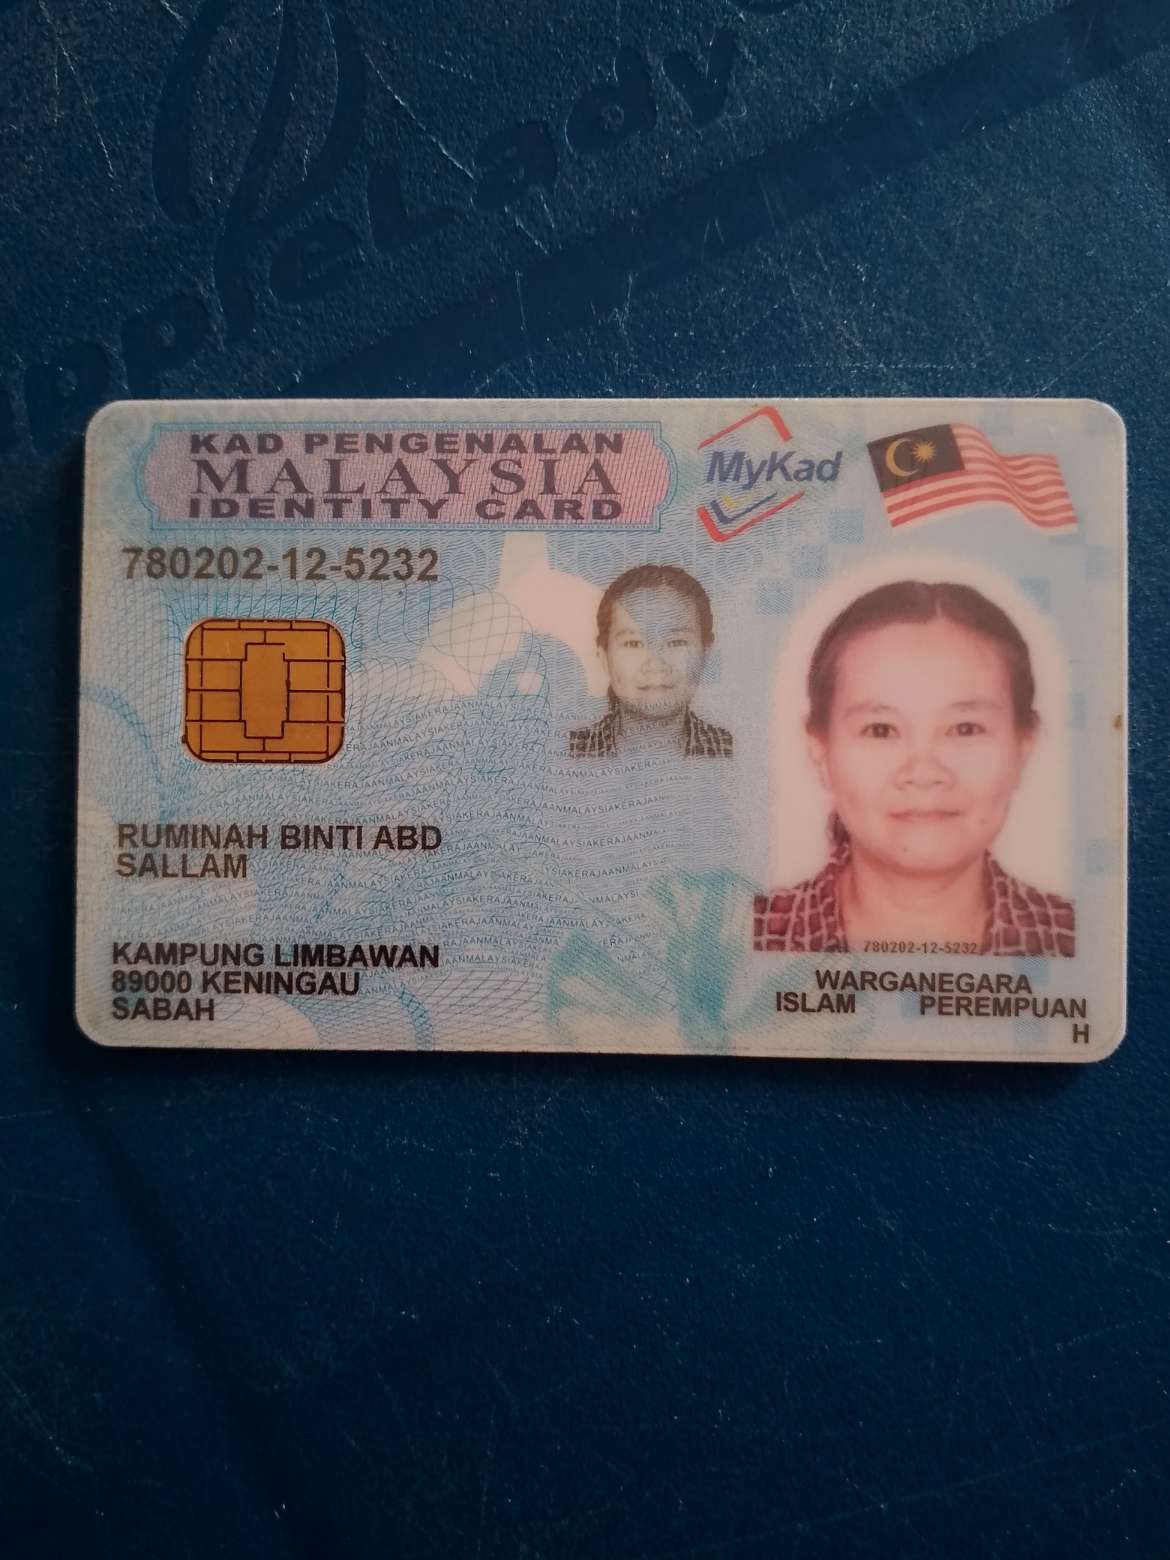 KAD PENGENALAN
MALAYSIA
IDENTITY CARD
MyKad
780202-12-5232
RUMINAH BINTI ABD
SALLAM
KAMPUNG LIMBAWAN
89000 KENINGAU
SABAH
780202-12-5232
WARGANEGARA
ISLAM PEREMPUAN
H